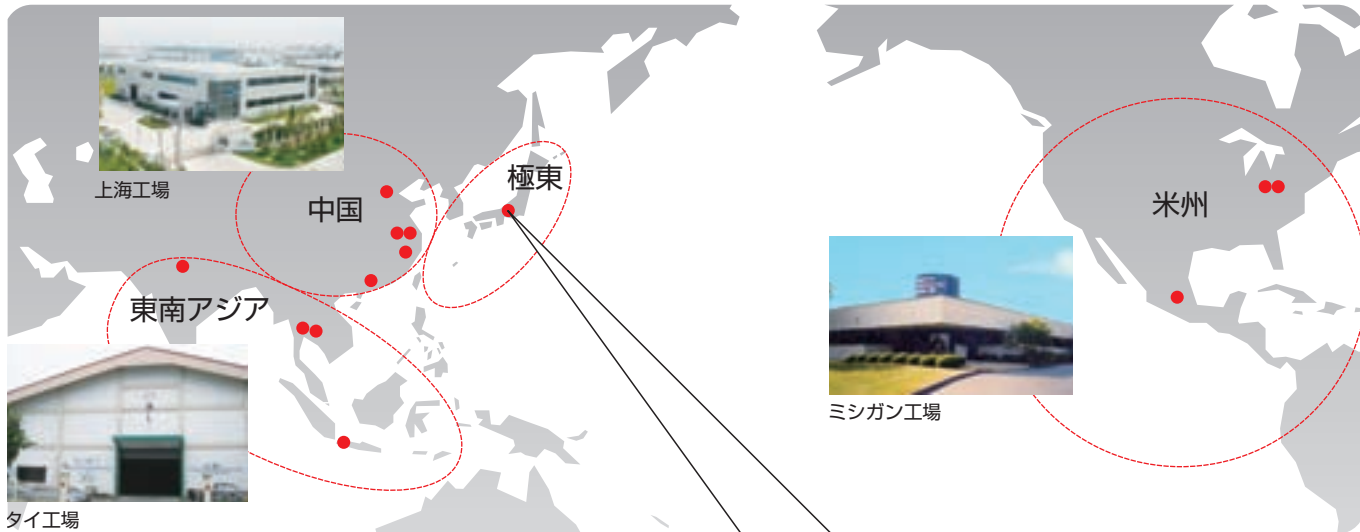 上海工場
中国
極東
米州
東南アジア
ミシガン工場
タイ工場